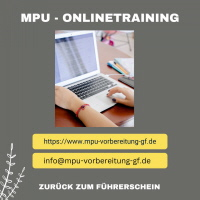 MPU - ONLINETRAINING
https://www.mpu-vorbereitung-gf.de
info@mpu-vorbereitung-gf.de
ZURÜCK ZUM FÜHRERSCHEIN